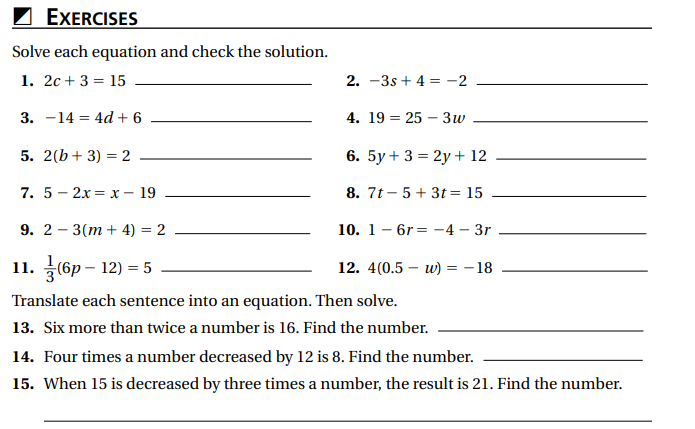 EXERCISES
Solve each equation and check the solution.
1. 2c + 3 = 15
2. −3s + 4 = −2
3. −14 = 4d + 6
4. 19 = 25 − 3w
5. 2(b + 3) = 2
6. 5y + 3 = 2y + 12
7. 5 − 2x = x − 19
8. 7t − 5 + 3t = 15
9. 2 − 3(m + 4) = 2
10. 1 − 6r = −4 − 3r
11. 1/3(6p − 12) = 5
12. 4(0.5 − w) = −18
Translate each sentence into an equation. Then solve.
13. Six more than twice a number is 16. Find the number.
14. Four times a number decreased by 12 is 8. Find the number.
15. When 15 is decreased by three times a number, the result is 21. Find the number.